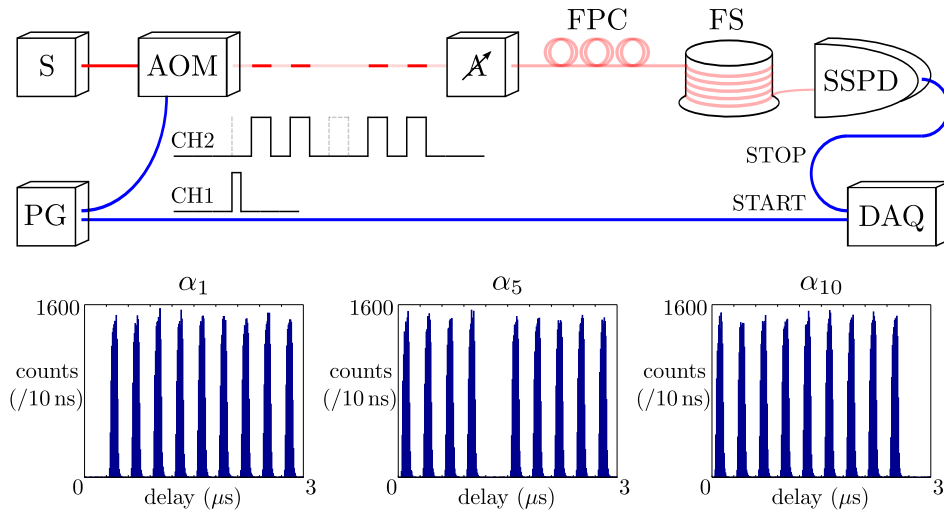 FPC FS
S AOM A SSPD
CH2
STOP
CH1
START
PG DAQ
α₁ α₅ α₁₀
1600 1600 1600
counts counts counts
(/10 ns) (/10 ns) (/10 ns)
0 3 0 3 0 3
delay (μs) delay (μs) delay (μs)